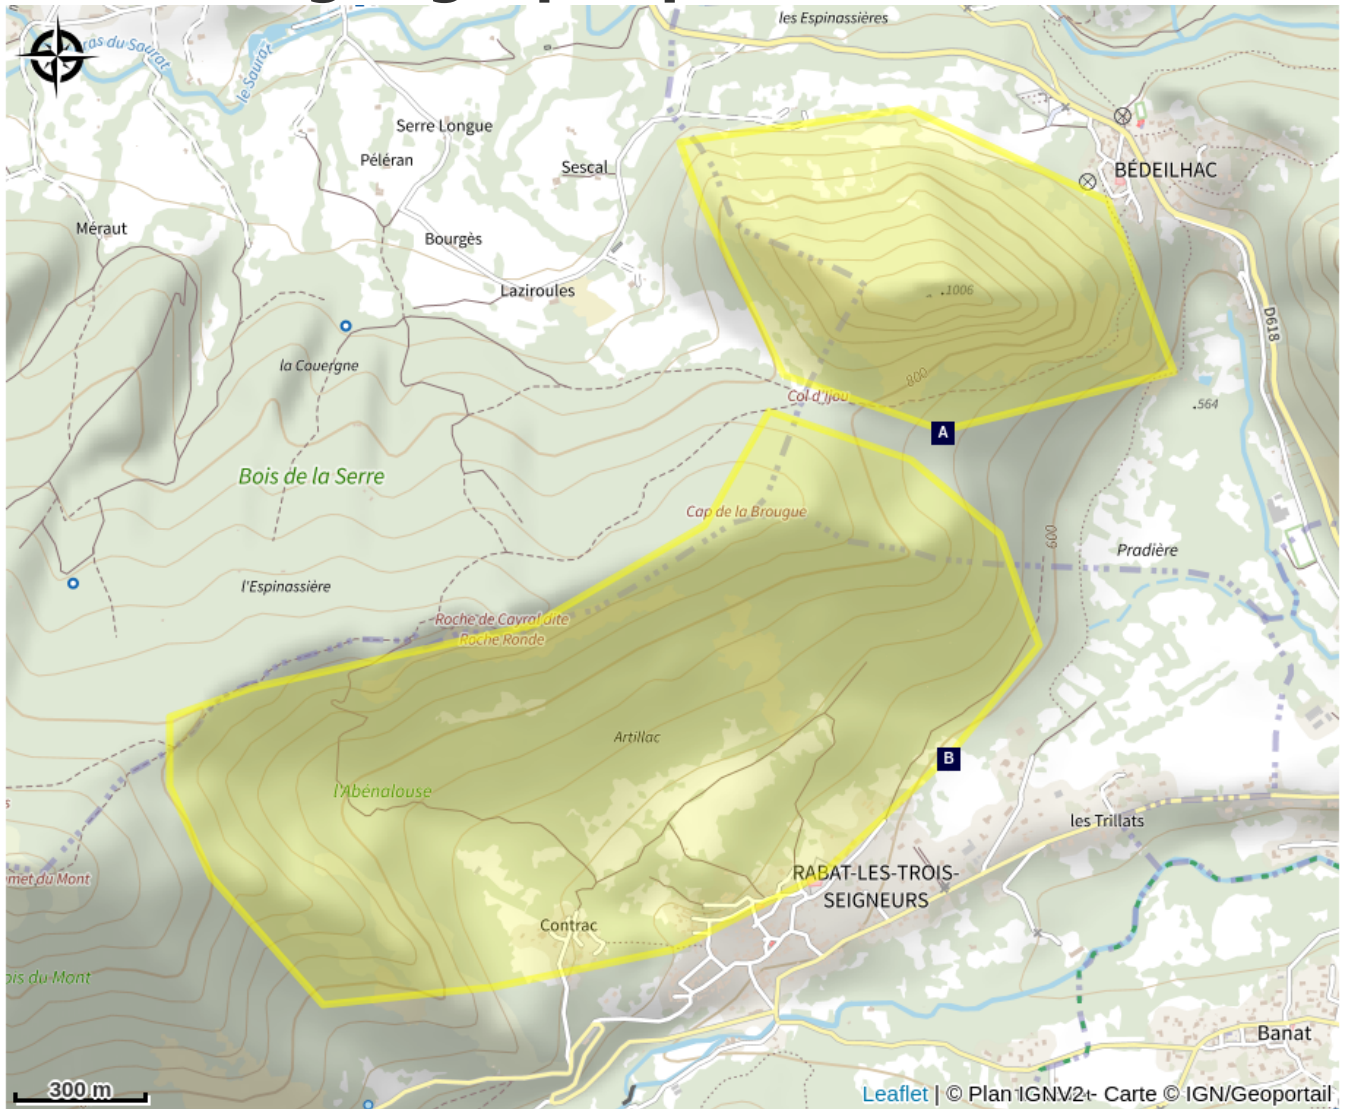 les Espinassières
ras du Saurat
le Saurat
Serre Longue
Péléran
Sescal
BÉDEILHAC
Méraut
Bourgès
Laziroules
.1006
D618
la Couergne
800
Col d'Ijou
.564
A
Bois de la Serre
Cap de la Brougue
600
Pradière
l'Espinassière
Roche de Cayral dite
Roche Ronde
Artillac
B
l'Abénalouse
les Trillats
RABAT-LES-TROIS-
SEIGNEURS
met du Mont
Contrac
ois du Mont
Banat
300 m
Leaflet | © Plan IGNV2 - Carte © IGN/Geoportail